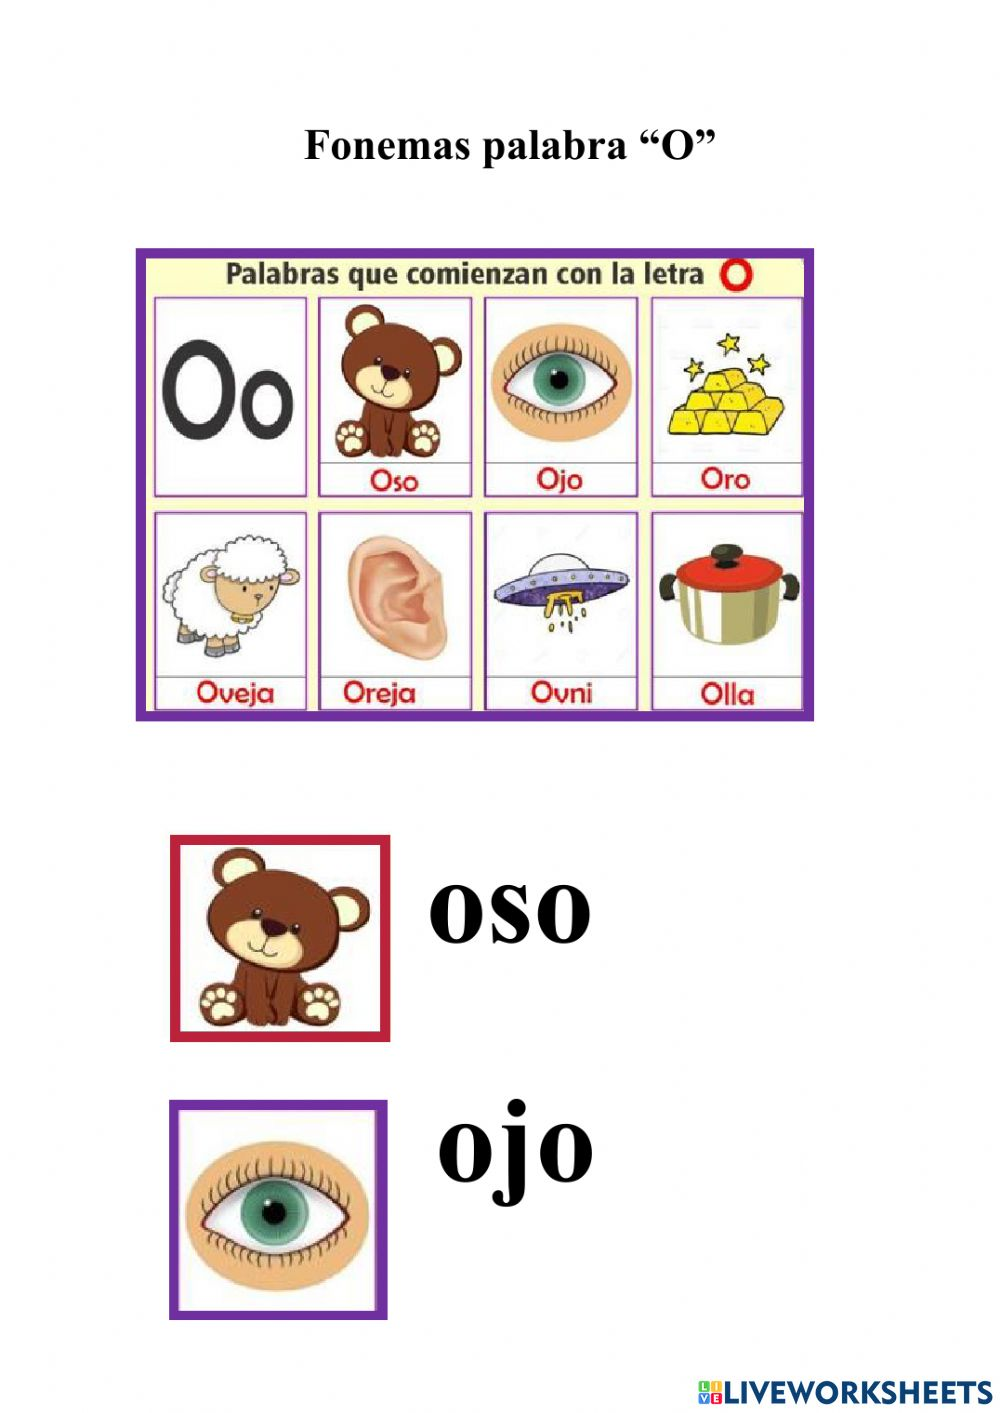 Fonemas palabra “O”
Palabras que comienzan con la letra O
Oo
Oso Ojo Oro
Oveja Oreja Ovni Olla
oso
ojo
LIVE LIVEWORKSHEETS